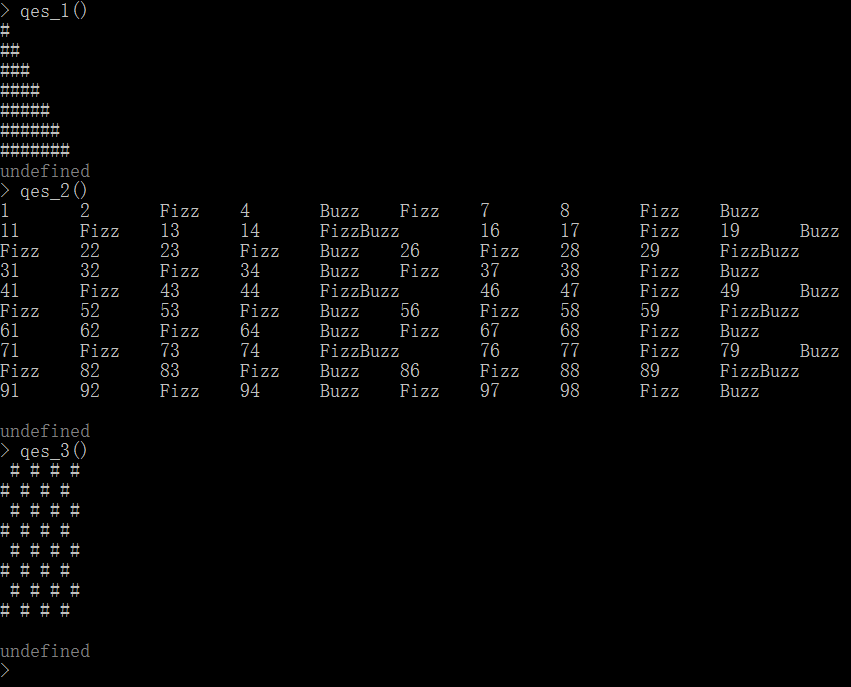 > qes_1()
#
##
###
####
#####
######
#######
undefined
> qes_2()
1	2	Fizz	4	Buzz	Fizz	7	8	Fizz	Buzz
11	Fizz	13	14	FizzBuzz	16	17	Fizz	19	Buzz
Fizz	22	23	Fizz	Buzz	26	Fizz	28	29	FizzBuzz
31	32	Fizz	34	Buzz	Fizz	37	38	Fizz	Buzz
41	Fizz	43	44	FizzBuzz	46	47	Fizz	49	Buzz
Fizz	52	53	Fizz	Buzz	56	Fizz	58	59	FizzBuzz
61	62	Fizz	64	Buzz	Fizz	67	68	Fizz	Buzz
71	Fizz	73	74	FizzBuzz	76	77	Fizz	79	Buzz
Fizz	82	83	Fizz	Buzz	86	Fizz	88	89	FizzBuzz
91	92	Fizz	94	Buzz	Fizz	97	98	Fizz	Buzz

undefined
> qes_3()
 # # # #
# # # #
 # # # #
# # # #
 # # # #
# # # #
 # # # #
# # # #

undefined
>